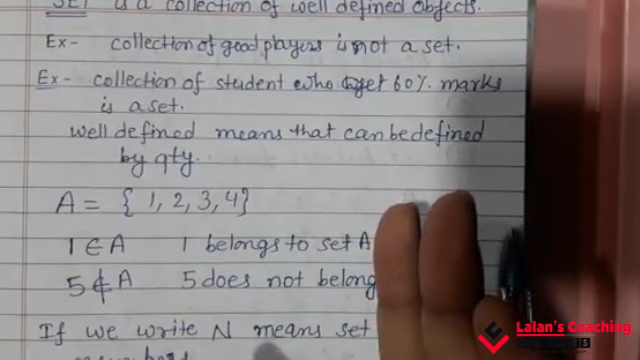 SET is a collection of well defined objects.
Ex- collection of good players is not a set.
Ex- collection of student who get 60% marks
is a set.
well defined means that can be defined
by qty.
A = { 1, 2, 3, 4}
1 ∈ A 1 belongs to set A
5 ∉ A 5 does not belong
If we write N means set
Lalan's Coaching